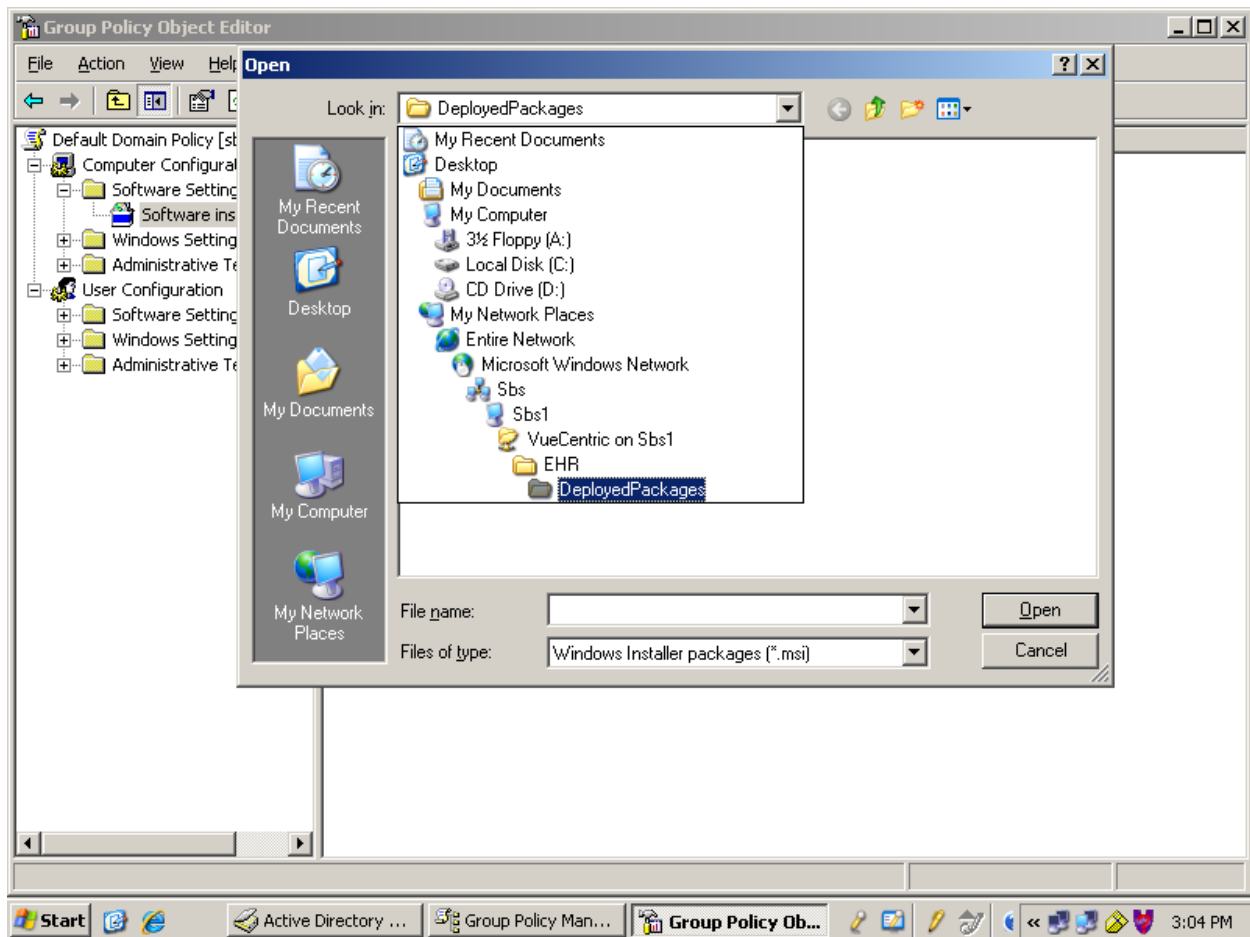 Group Policy Object Editor
File Action View Help
Open
Look in: DeployedPackages
My Recent Documents
Desktop
My Documents
My Computer
3½ Floppy (A:)
Local Disk (C:)
CD Drive (D:)
My Network Places
Entire Network
Microsoft Windows Network
Sbs
Sbs1
VueCentric on Sbs1
EHR
DeployedPackages
Default Domain Policy [sb
Computer Configurat
Software Setting
Software ins
Windows Setting
Administrative Te
User Configuration
Software Setting
Windows Setting
Administrative Te
My Recent
Documents
Desktop
My Documents
My Computer
My Network
Places
File name:
Open
Files of type: Windows Installer packages (*.msi)
Cancel
Start Active Directory ... Group Policy Man... Group Policy Ob... « 3:04 PM